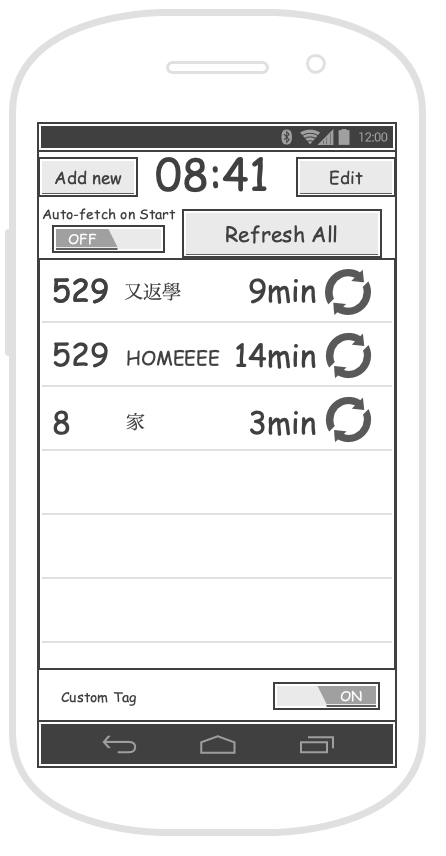 12:00
Add new 08:41 Edit
Auto-fetch on Start
OFF Refresh All
529 又返學 9min
529 HOMEEEE 14min
8 家 3min
Custom Tag ON